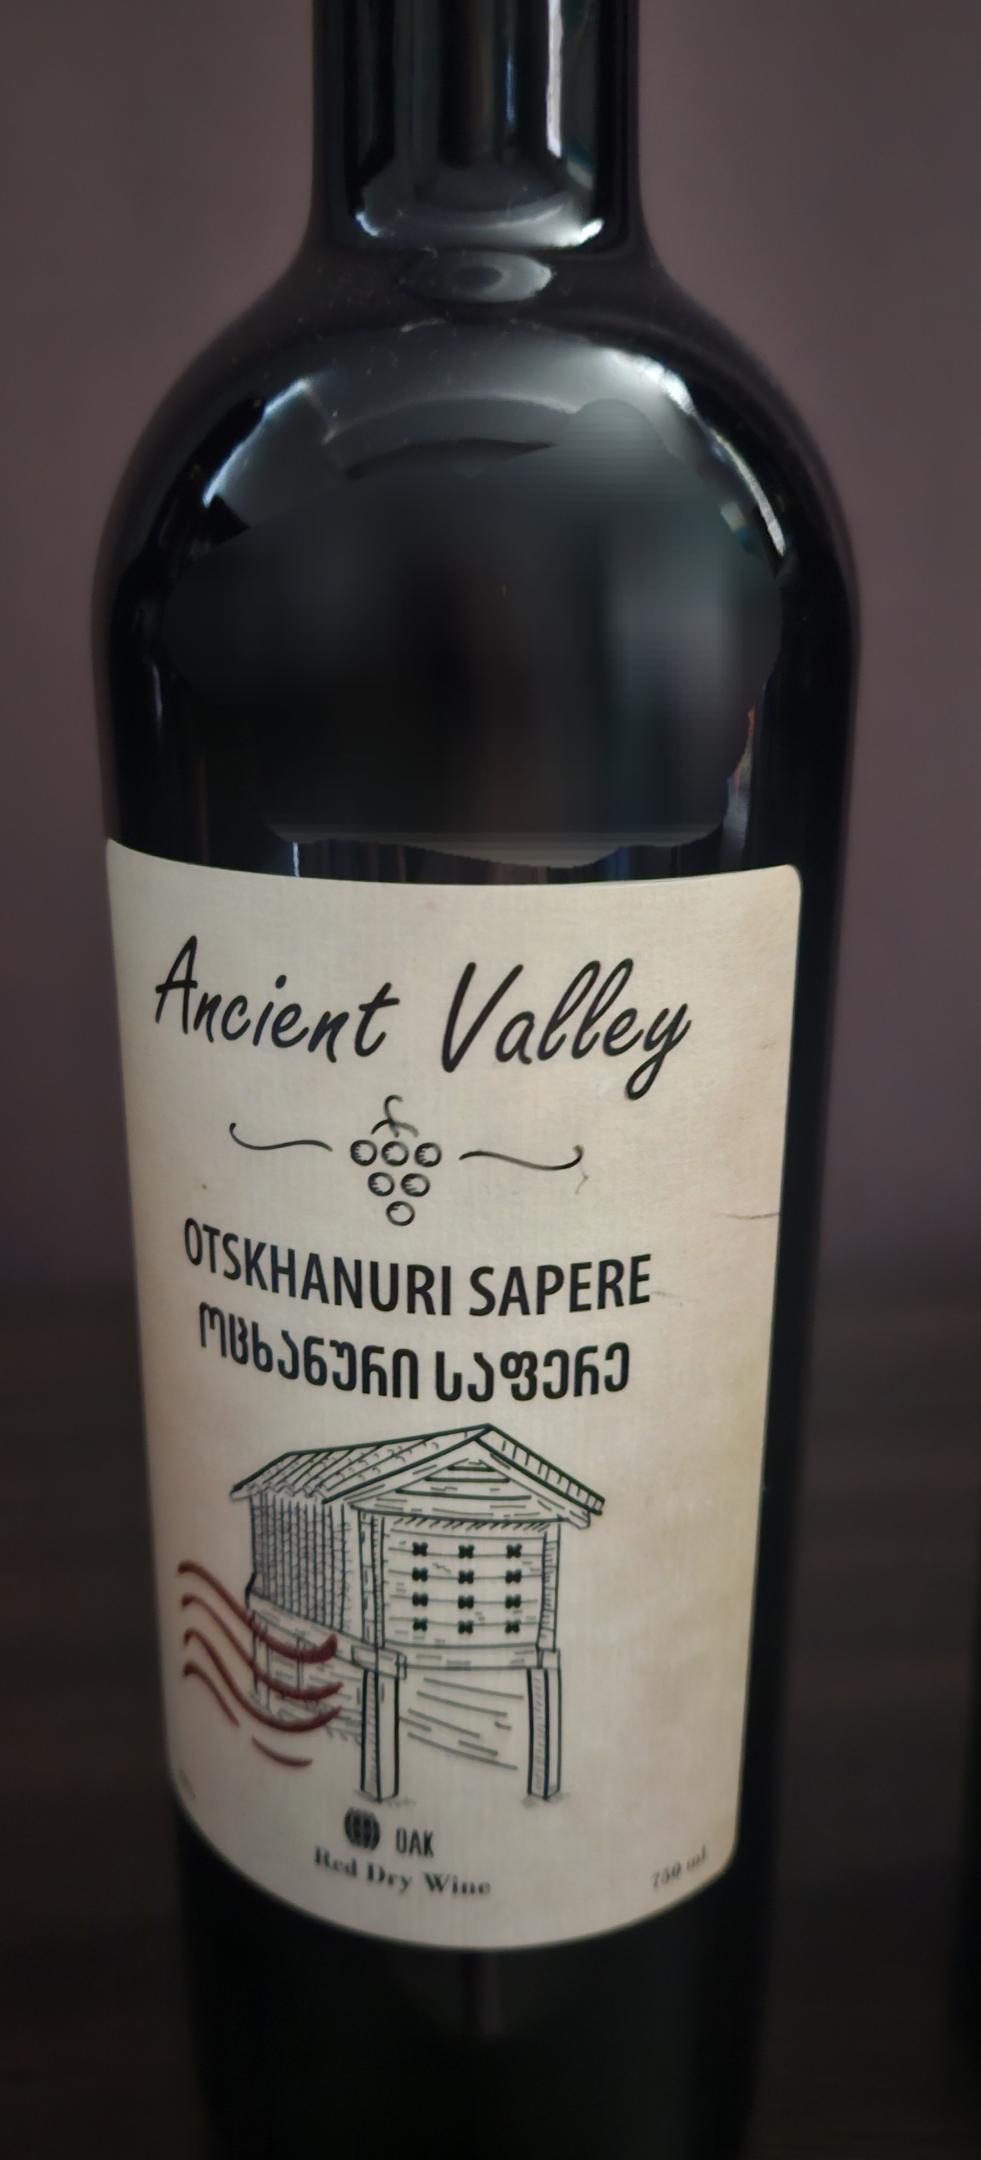 Ancient Valley
OTSKHANURI SAPERE
ოცხანური საფერე
OAK
Red Dry Wine
750 ml